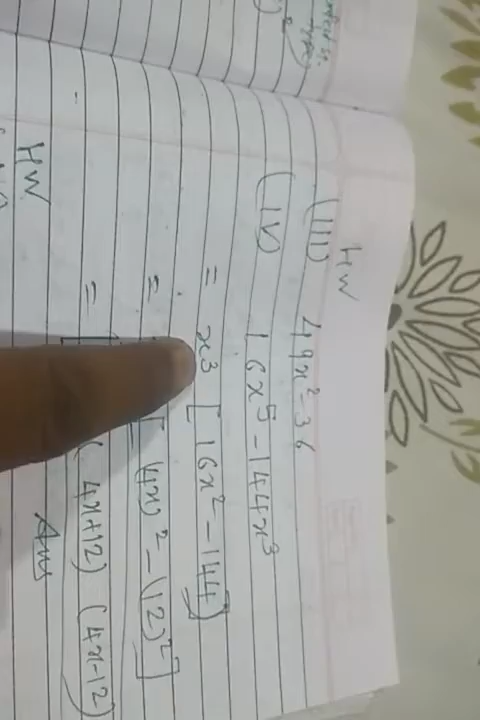 HW
(III) 49x² - 36
(IV) 16x⁵ - 144x³
= x³ [16x² - 144]
= [(4x)² - (12)²]
= [(4x+12) (4x-12)
Ans
HW